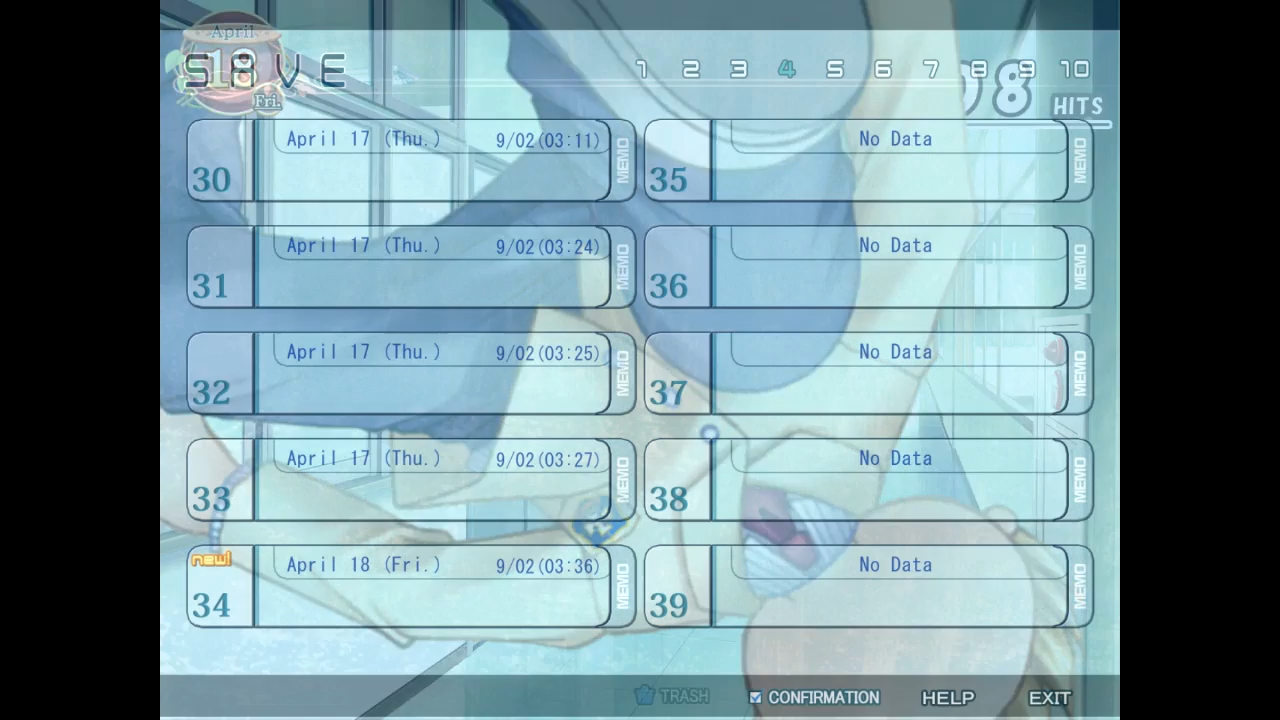 April
18
Fri.
SAVE
1 2 3 4 5 6 7 8 9 10
98 HITS
30 April 17 (Thu.) 9/02(03:11) MEMO
35 No Data MEMO
31 April 17 (Thu.) 9/02(03:24) MEMO
36 No Data MEMO
32 April 17 (Thu.) 9/02(03:25) MEMO
37 No Data MEMO
33 April 17 (Thu.) 9/02(03:27) MEMO
38 No Data MEMO
new!
34 April 18 (Fri.) 9/02(03:36) MEMO
39 No Data MEMO
TRASH CONFIRMATION HELP EXIT